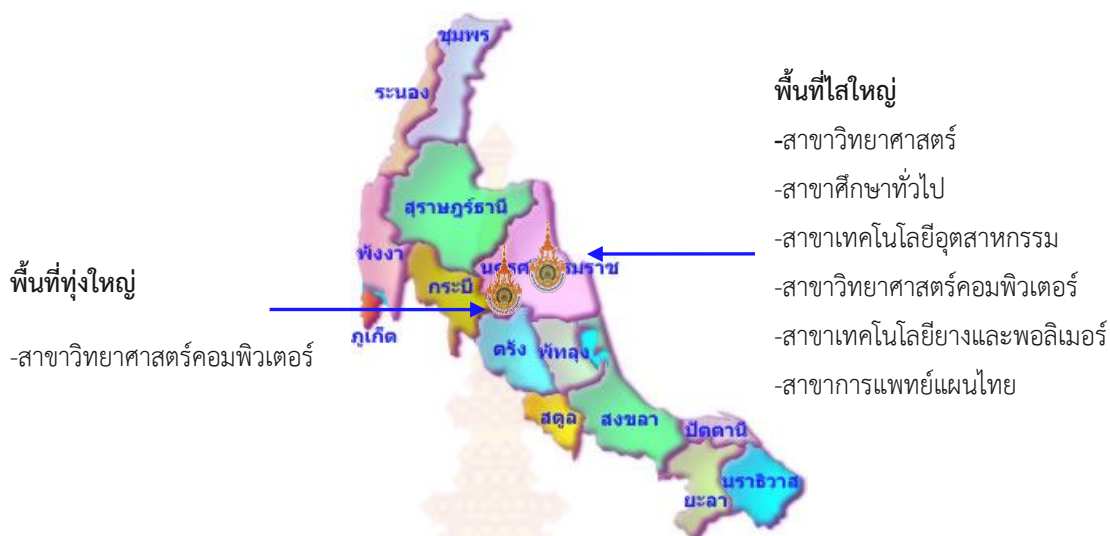 ชุมพร
ระนอง
สุราษฎร์ธานี
พังงา
กระบี่
ภูเก็ต
ตรัง
พัทลุง
สตูล
สงขลา
ปัตตานี
ยะลา
นราธิวาส
พื้นที่ทุ่งใหญ่
-สาขาวิทยาศาสตร์คอมพิวเตอร์
พื้นที่ไสใหญ่
-สาขาวิทยาศาสตร์
-สาขาศึกษาทั่วไป
-สาขาเทคโนโลยีอุตสาหกรรม
-สาขาวิทยาศาสตร์คอมพิวเตอร์
-สาขาเทคโนโลยียางและพอลิเมอร์
-สาขาการแพทย์แผนไทย